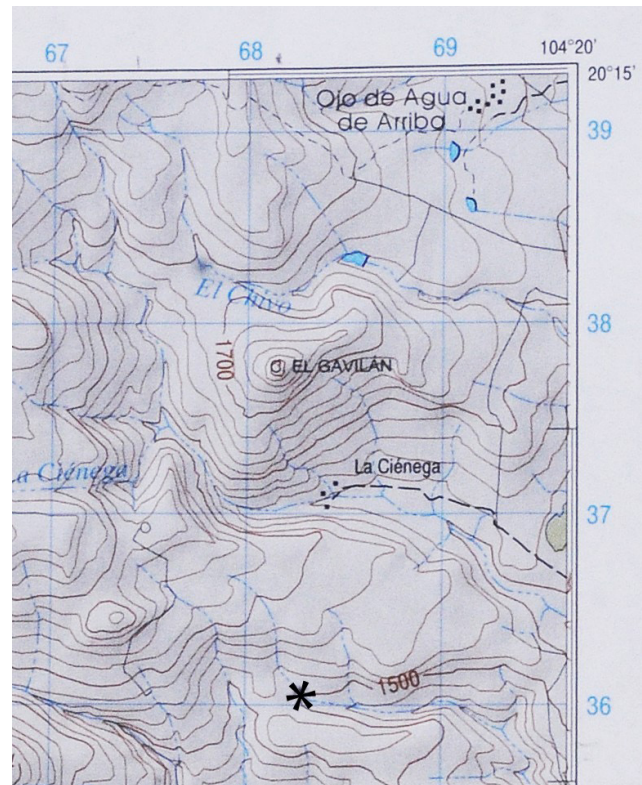 67 68 69 104°20'
20°15'
Ojo de Agua
de Arriba
39
El Chivo
38
1700
EL GAVILÁN
La Ciénega
a Ciénega
37
1500
36